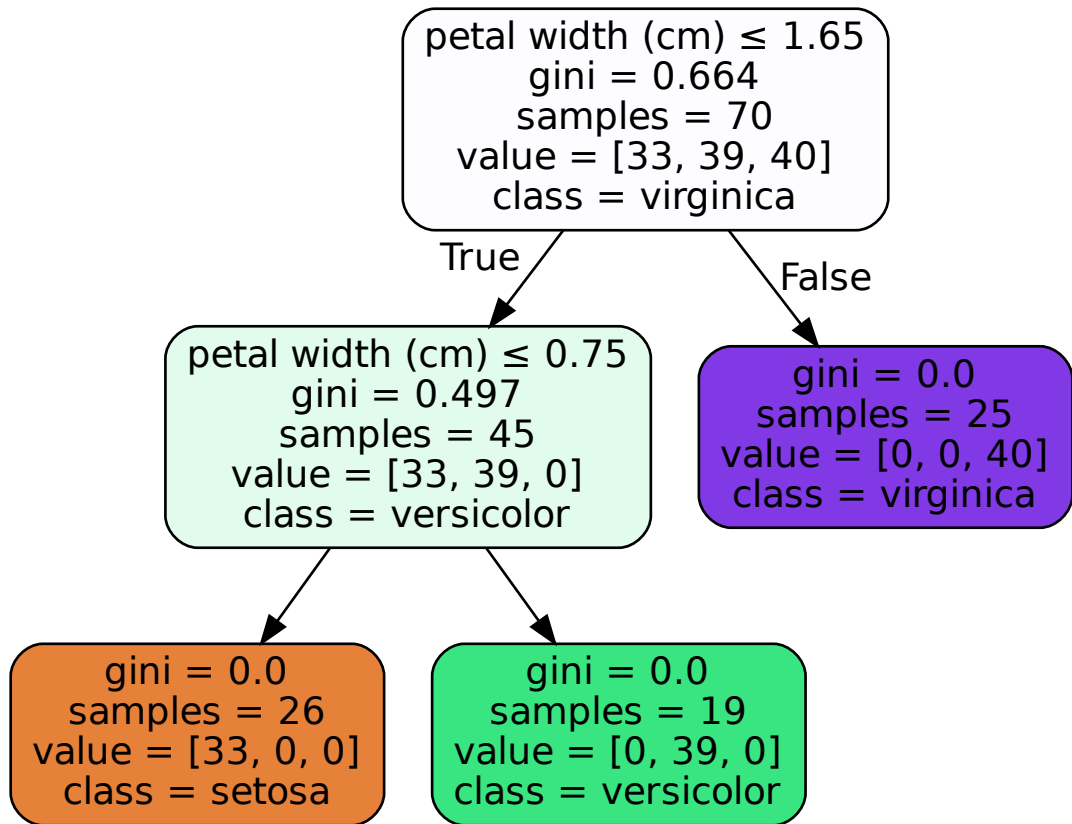 petal width (cm) ≤ 1.65
gini = 0.664
samples = 70
value = [33, 39, 40]
class = virginica
True
False
petal width (cm) ≤ 0.75
gini = 0.497
samples = 45
value = [33, 39, 0]
class = versicolor
gini = 0.0
samples = 25
value = [0, 0, 40]
class = virginica
gini = 0.0
samples = 26
value = [33, 0, 0]
class = setosa
gini = 0.0
samples = 19
value = [0, 39, 0]
class = versicolor